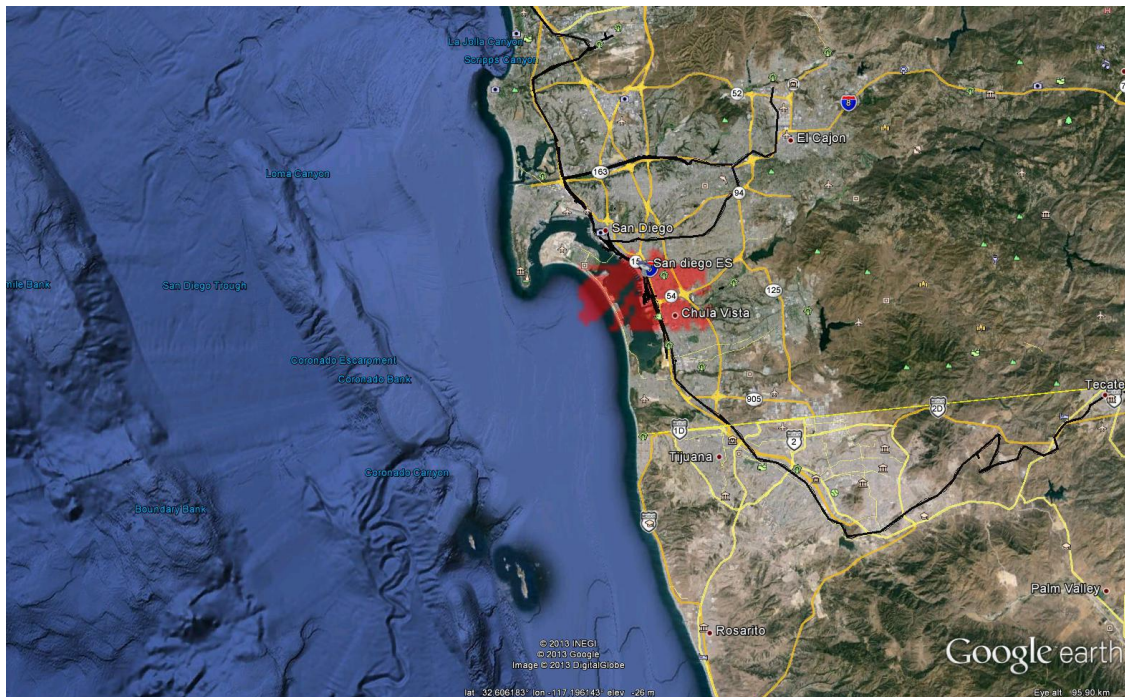 La Jolla Canyon
Scripps Canyon
52
8
El Cajon
Loma Canyon
163
94
San Diego
15
San diego ES
mile Bank
San Diego Trough
54
125
Chula Vista
Coronado Escarpment
Coronado Bank
905
Tecate
2D
1D
2
Tijuana
Coronado Canyon
Boundary Bank
Palm Valley
Rosarito
© 2013 INEGI
© 2013 Google
Image © 2013 DigitalGlobe
Google earth
lat 32.606183° lon -117.196143° elev -26 m
Eye alt 95.90 km